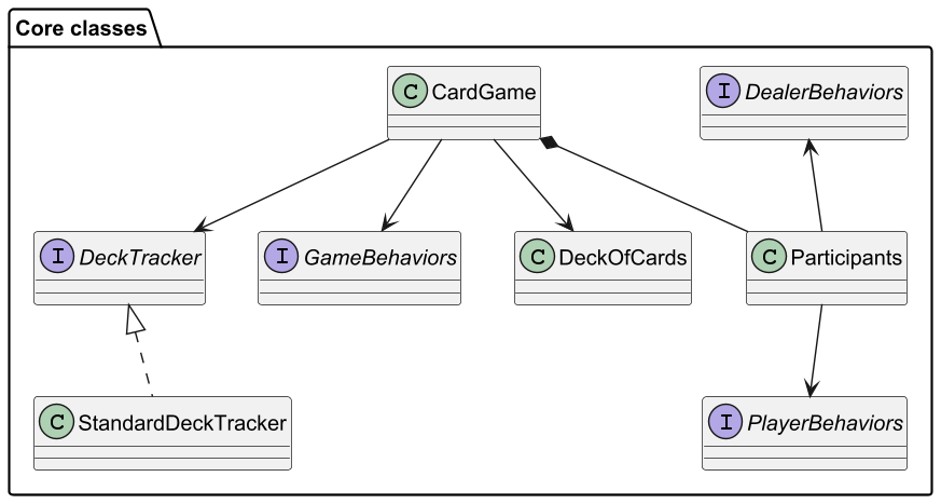 Core classes
C CardGame
I DealerBehaviors
I DeckTracker
I GameBehaviors
C DeckOfCards
C Participants
C StandardDeckTracker
I PlayerBehaviors